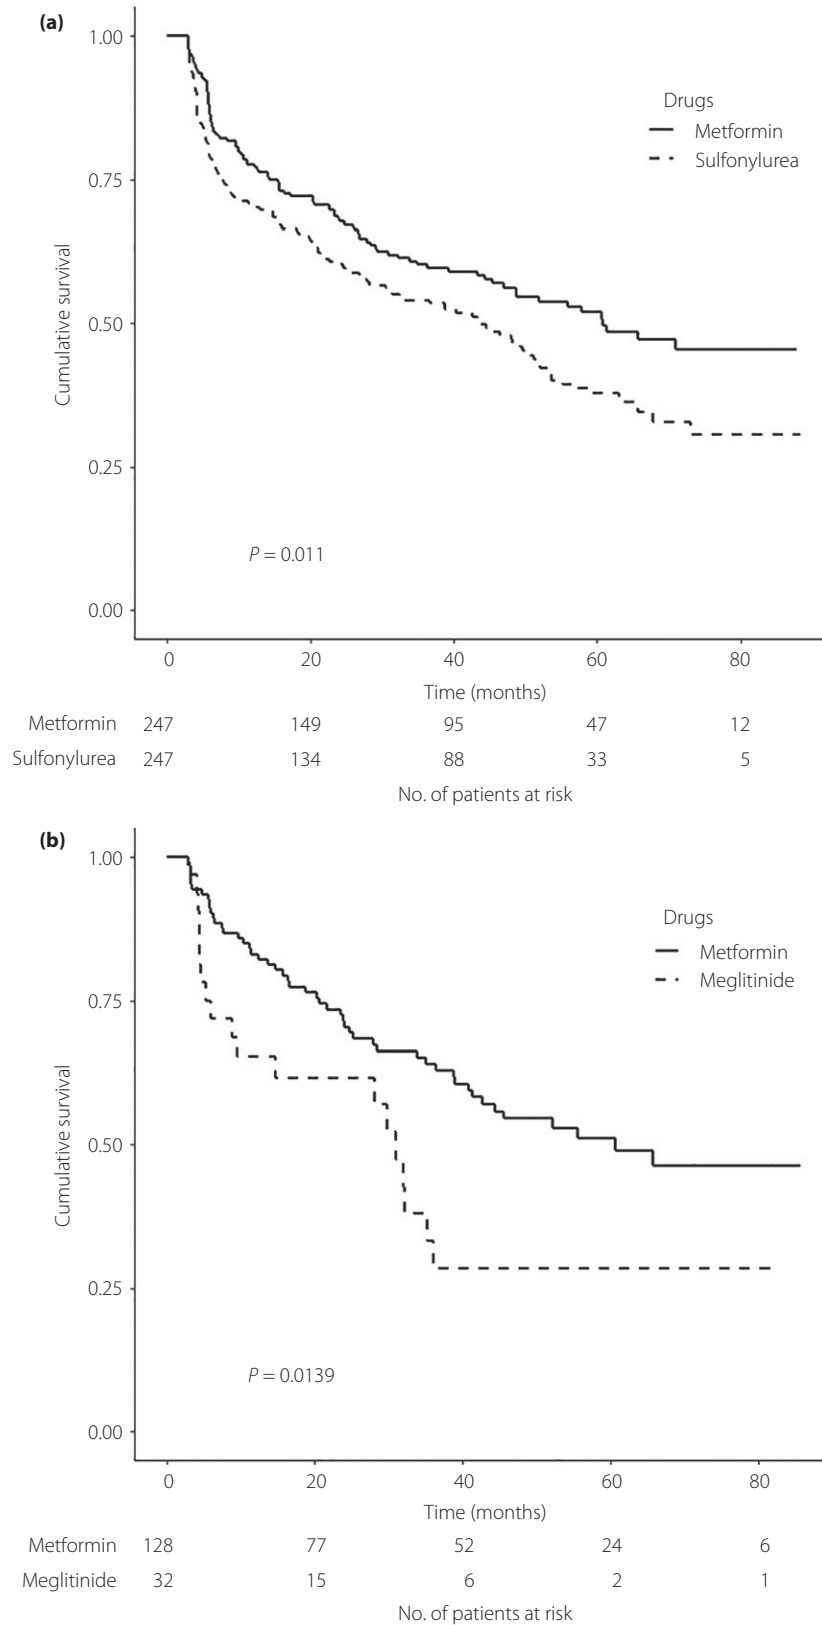 (a)
1.00
0.75
0.50
0.25
0.00
Cumulative survival
Drugs
Metformin
Sulfonylurea
P = 0.011
0 20 40 60 80
Time (months)
Metformin 247 149 95 47 12
Sulfonylurea 247 134 88 33 5
No. of patients at risk
(b)
1.00
0.75
0.50
0.25
0.00
Cumulative survival
Drugs
Metformin
Meglitinide
P = 0.0139
0 20 40 60 80
Time (months)
Metformin 128 77 52 24 6
Meglitinide 32 15 6 2 1
No. of patients at risk